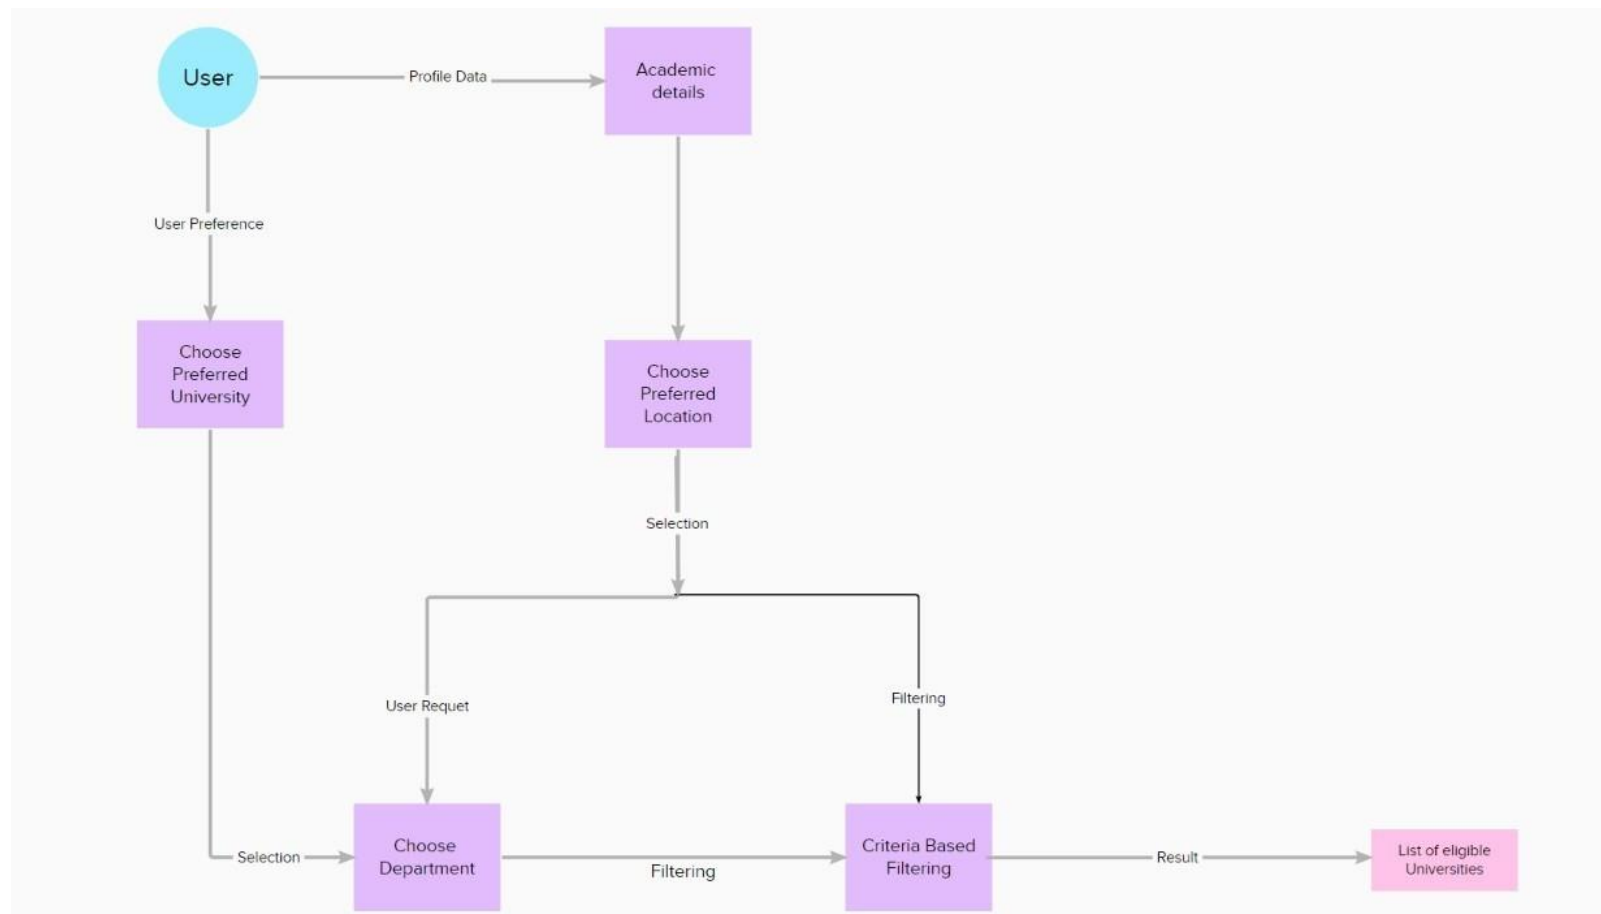 User
Profile Data
Academic
details
User Preference
Choose
Preferred
University
Choose
Preferred
Location
Selection
User Requet
Filtering
Selection
Choose
Department
Filtering
Criteria Based
Filtering
Result
List of eligible
Universities